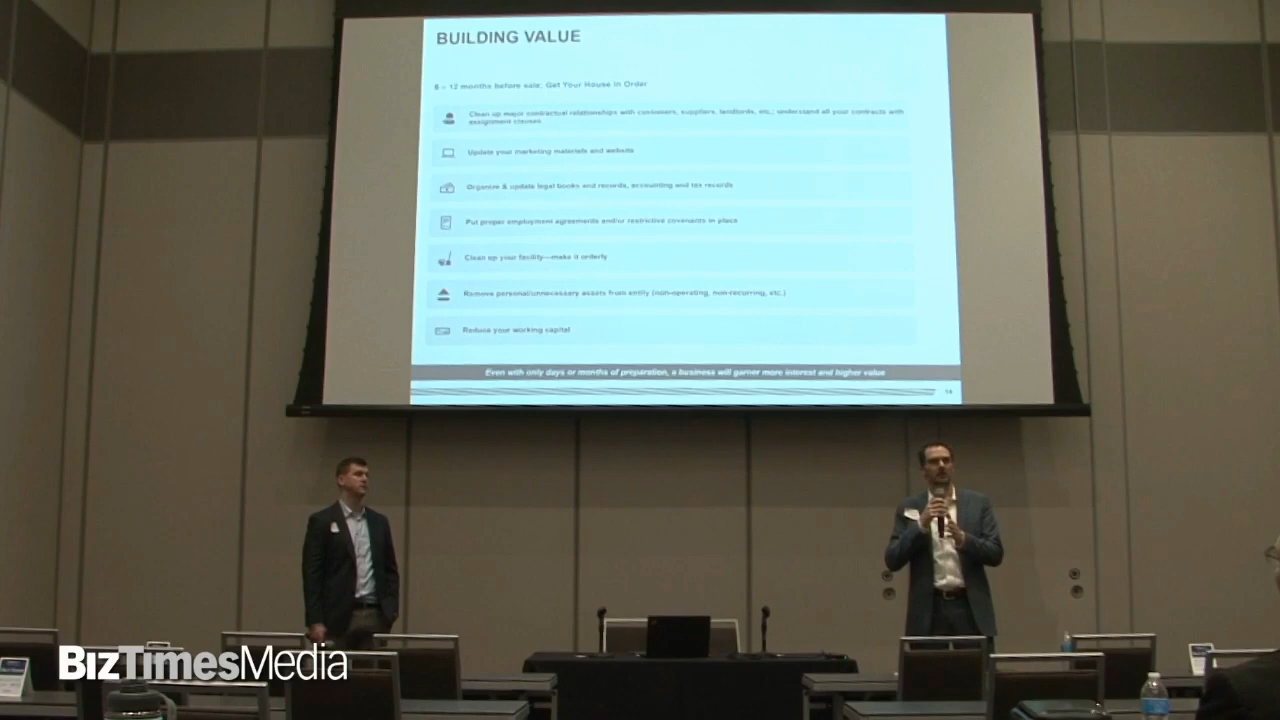 BUILDING VALUE
8 – 12 months before sale: Get Your House In Order
Clean up major contractual relationships with customers, suppliers, landlords, etc.; understand all your contracts with
assignment clauses
Update your marketing materials and website
Organize & update legal books and records, accounting and tax records
Put proper employment agreements and/or restrictive covenants in place
Clean up your facility—make it orderly
Remove personal/unnecessary assets from entity (non-operating, non-recurring, etc.)
Reduce your working capital
Even with only days or months of preparation, a business will garner more interest and higher value
BizTimesMedia